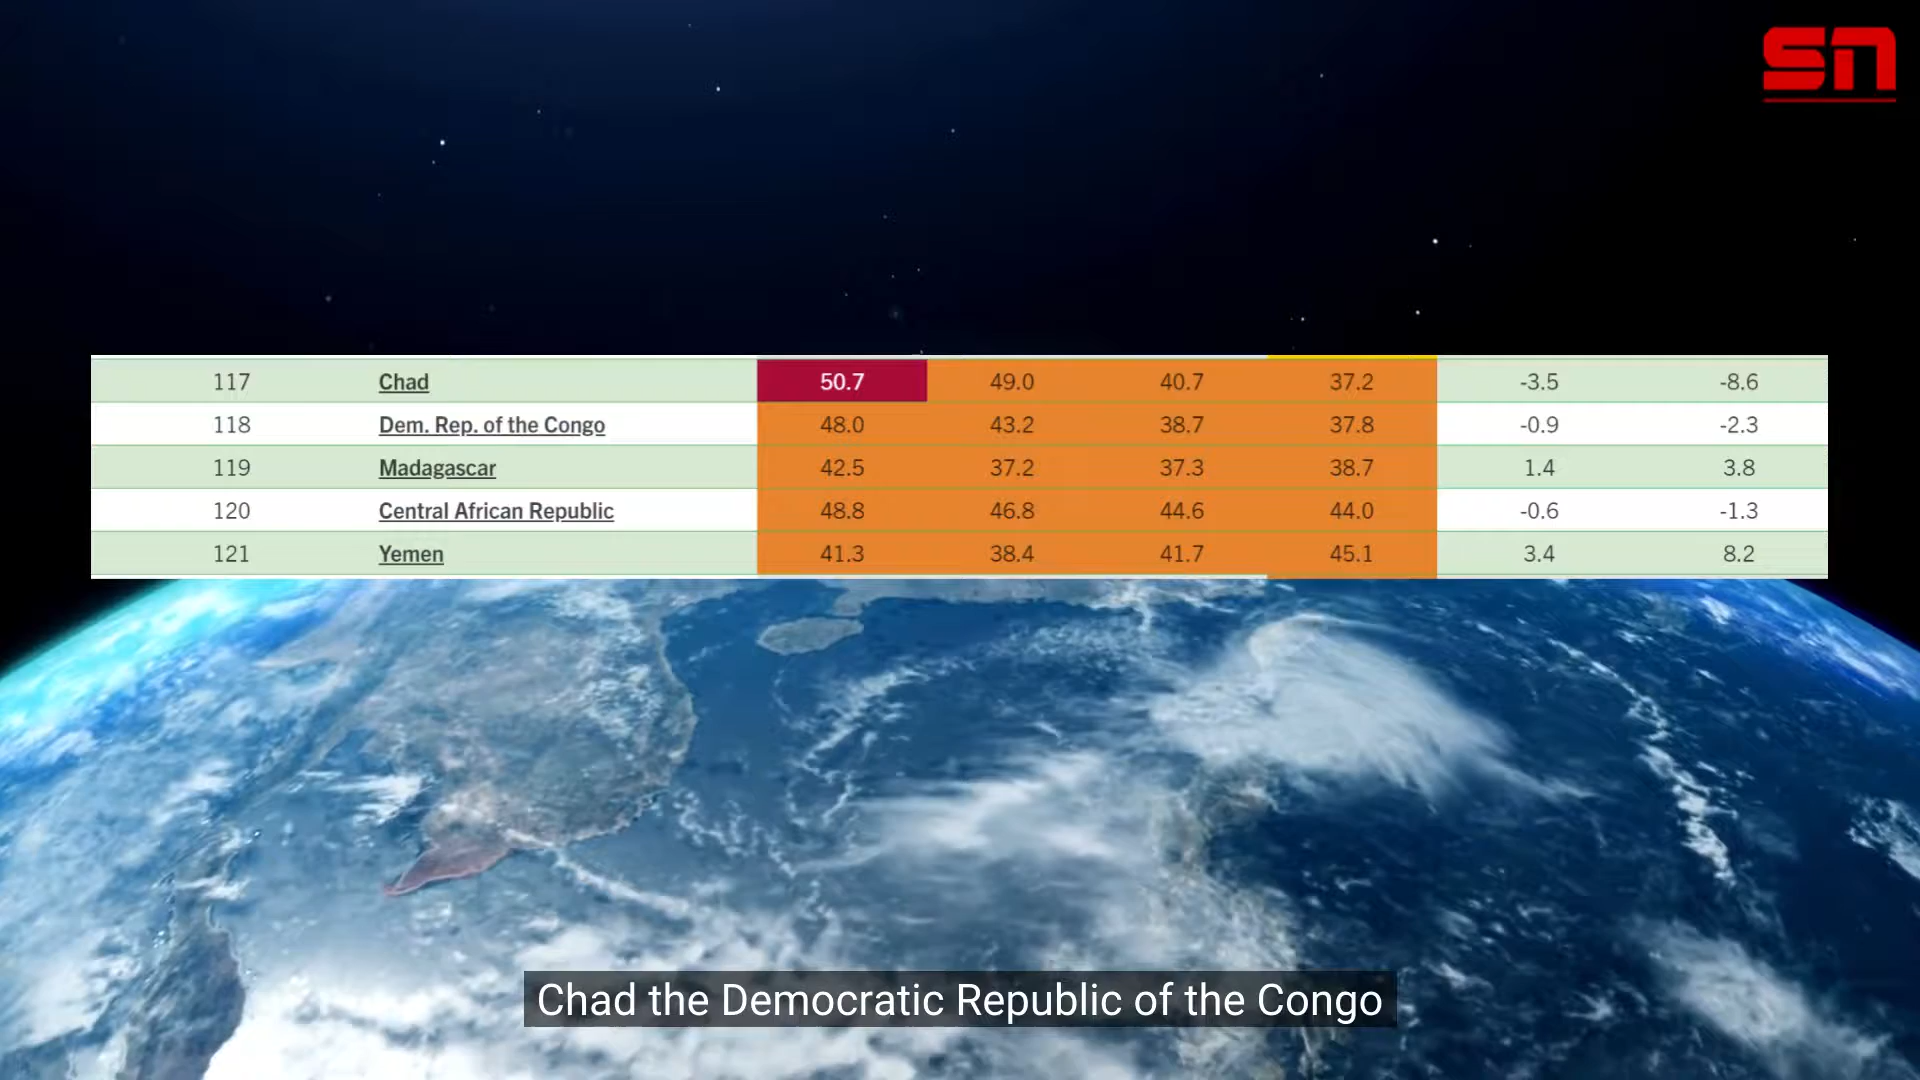 SN
117 Chad 50.7 49.0 40.7 37.2 -3.5 -8.6
118 Dem. Rep. of the Congo 48.0 43.2 38.7 37.8 -0.9 -2.3
119 Madagascar 42.5 37.2 37.3 38.7 1.4 3.8
120 Central African Republic 48.8 46.8 44.6 44.0 -0.6 -1.3
121 Yemen 41.3 38.4 41.7 45.1 3.4 8.2
Chad the Democratic Republic of the Congo